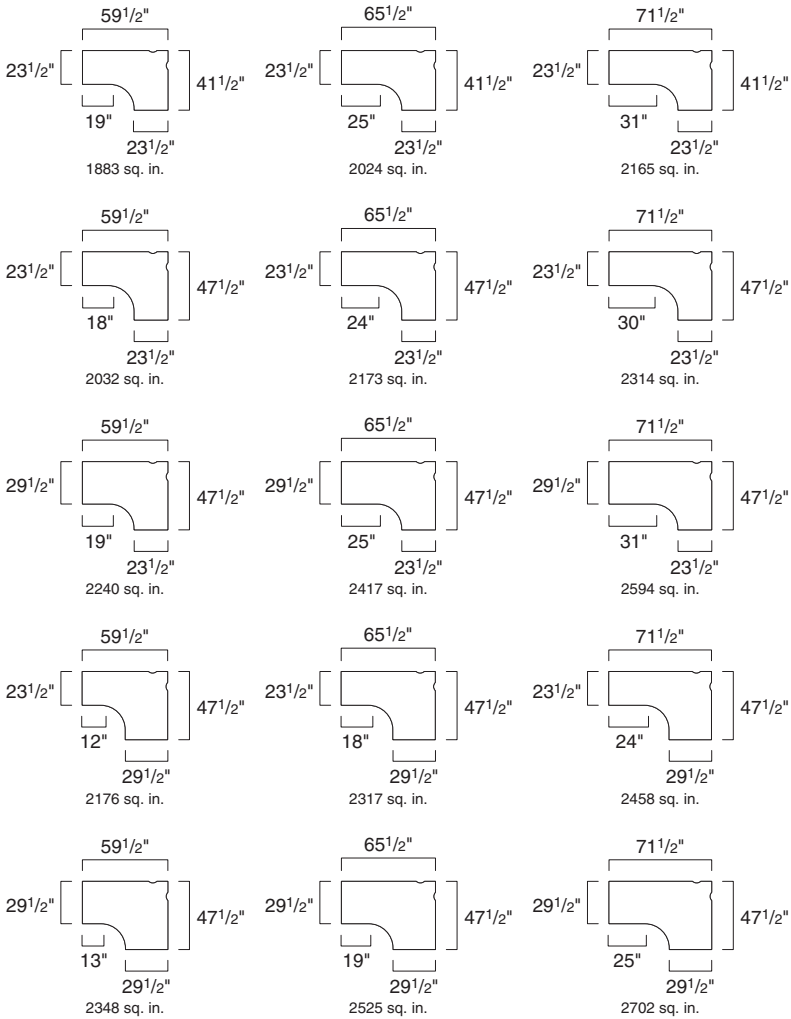 59 1/2" 65 1/2" 71 1/2"
23 1/2" 41 1/2" 23 1/2" 41 1/2" 23 1/2" 41 1/2"
19" 25" 31"
23 1/2" 23 1/2" 23 1/2"
1883 sq. in. 2024 sq. in. 2165 sq. in.
59 1/2" 65 1/2" 71 1/2"
23 1/2" 47 1/2" 23 1/2" 47 1/2" 23 1/2" 47 1/2"
18" 24" 30"
23 1/2" 23 1/2" 23 1/2"
2032 sq. in. 2173 sq. in. 2314 sq. in.
59 1/2" 65 1/2" 71 1/2"
29 1/2" 47 1/2" 29 1/2" 47 1/2" 29 1/2" 47 1/2"
19" 25" 31"
23 1/2" 23 1/2" 23 1/2"
2240 sq. in. 2417 sq. in. 2594 sq. in.
59 1/2" 65 1/2" 71 1/2"
23 1/2" 47 1/2" 23 1/2" 47 1/2" 23 1/2" 47 1/2"
12" 18" 24"
29 1/2" 29 1/2" 29 1/2"
2176 sq. in. 2317 sq. in. 2458 sq. in.
59 1/2" 65 1/2" 71 1/2"
29 1/2" 47 1/2" 29 1/2" 47 1/2" 29 1/2" 47 1/2"
13" 19" 25"
29 1/2" 29 1/2" 29 1/2"
2348 sq. in. 2525 sq. in. 2702 sq. in.